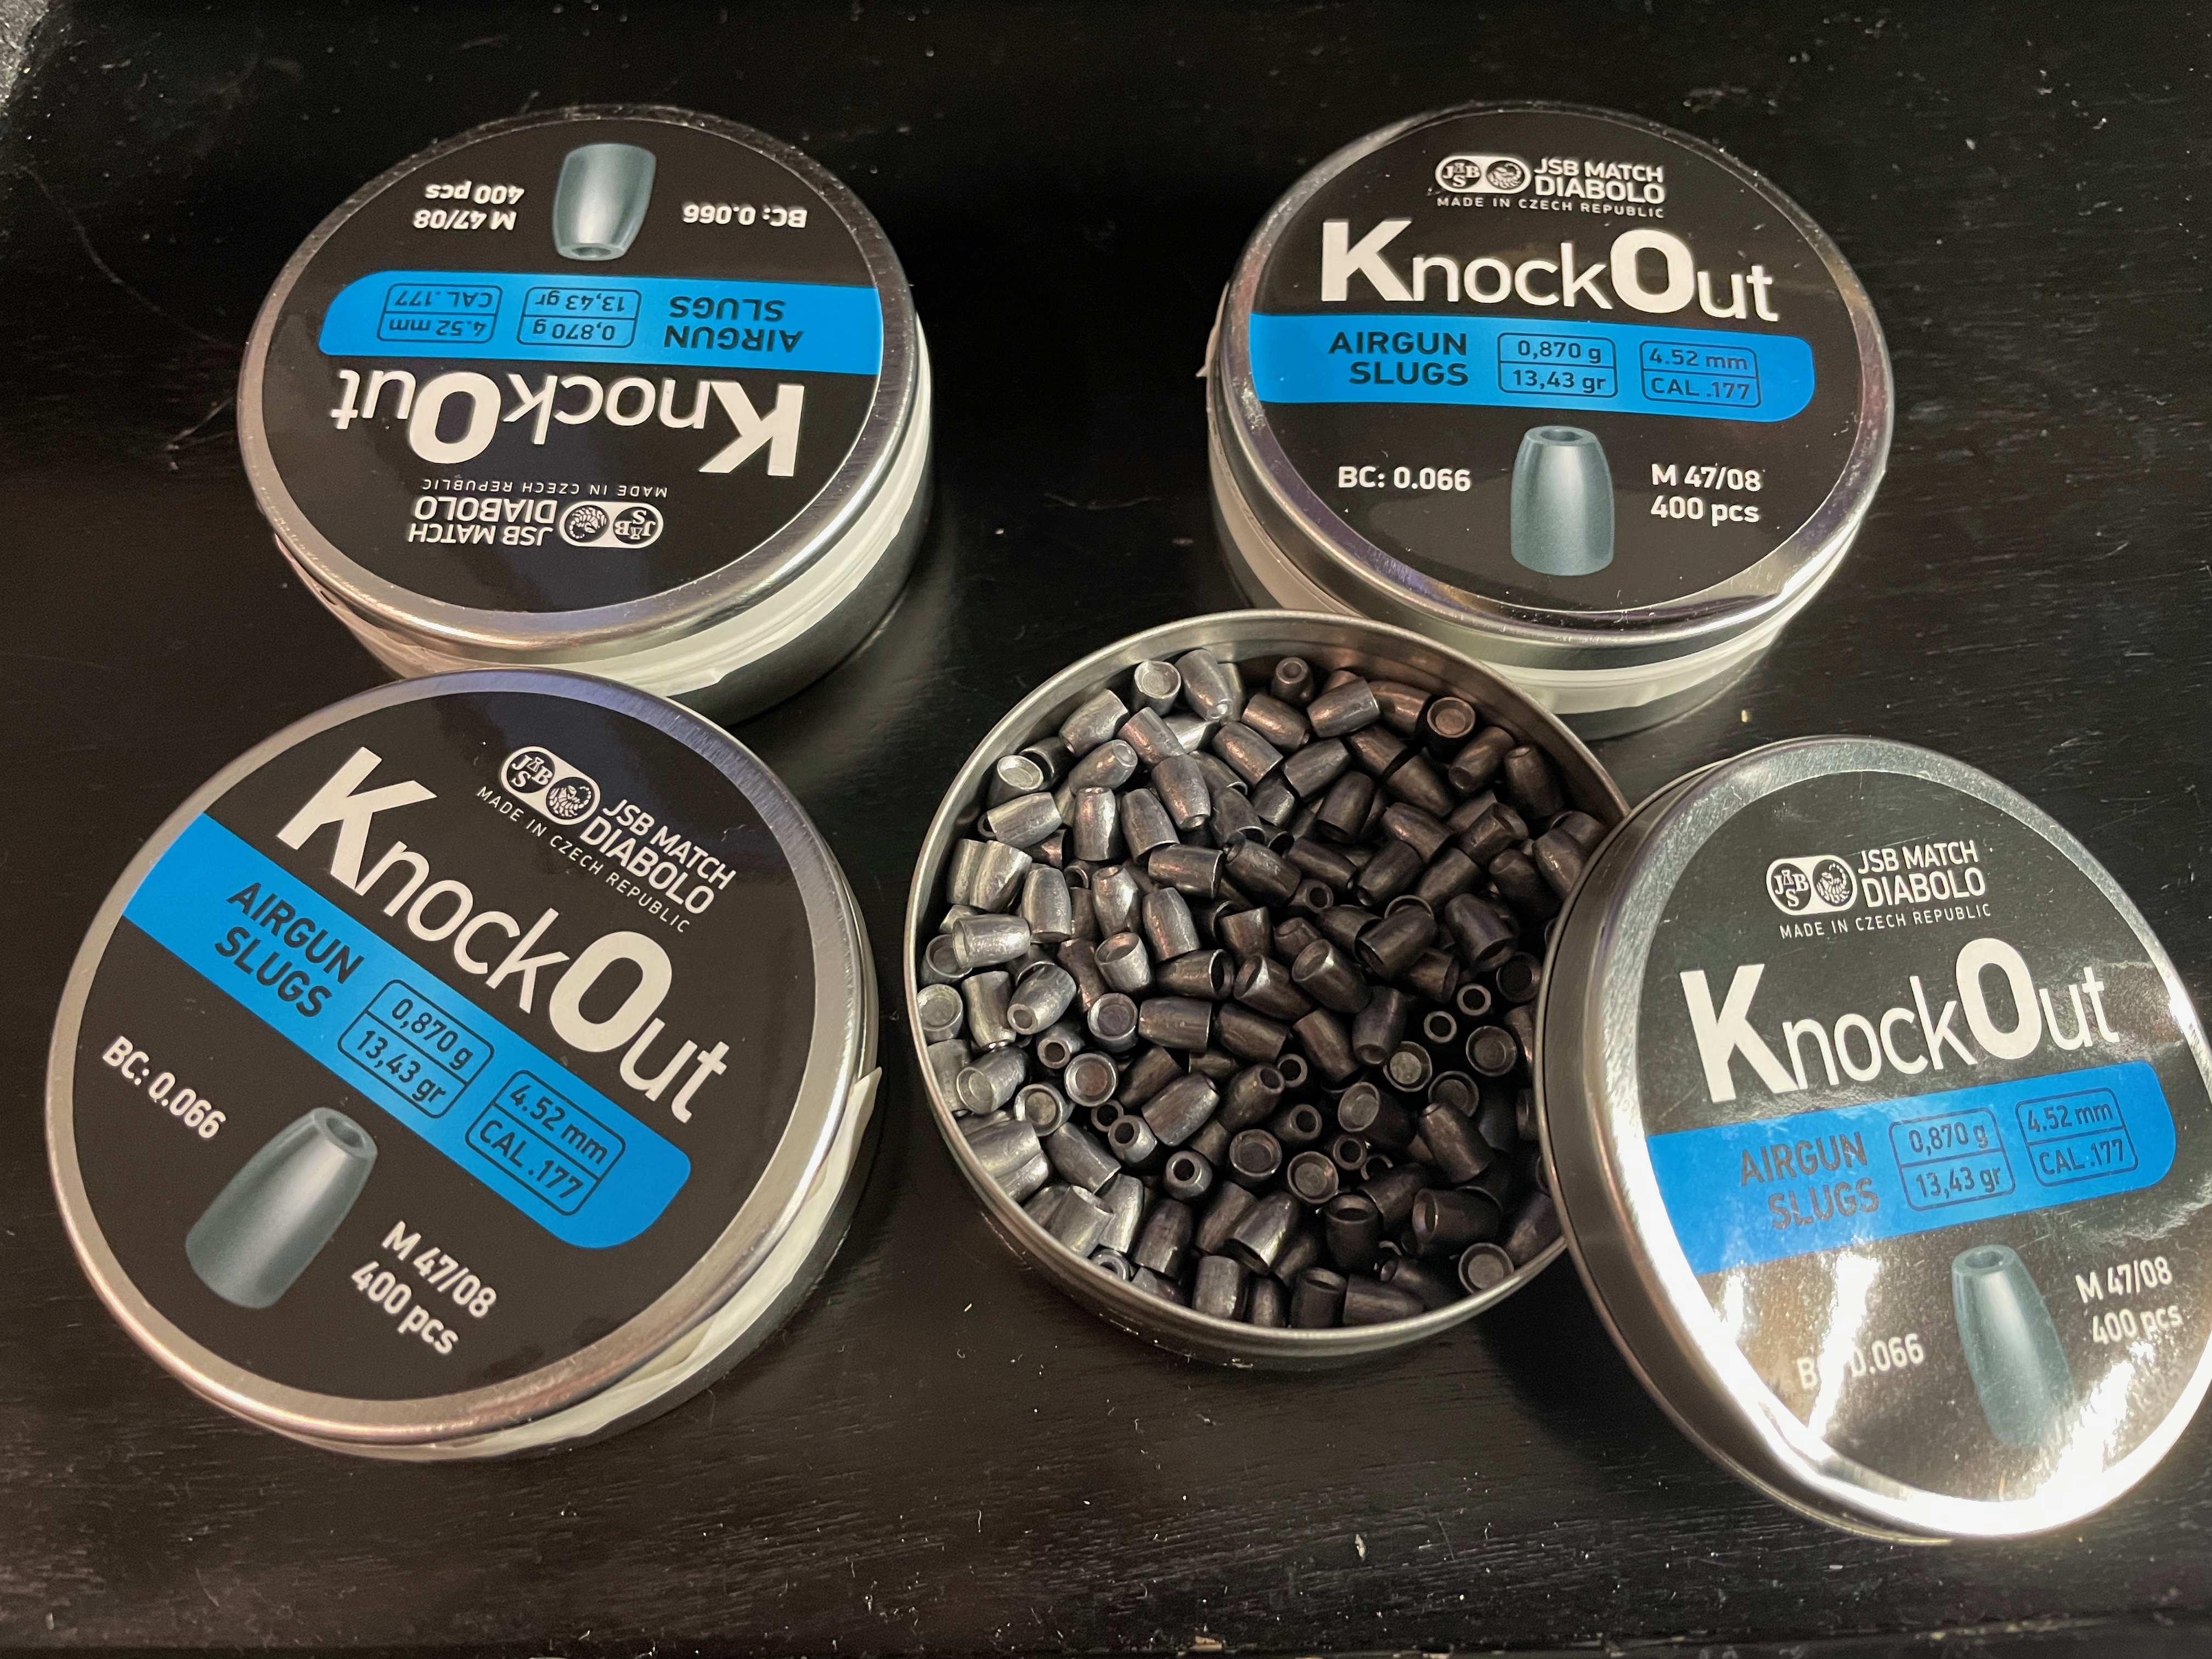 JSB MATCH
DIABOLO
MADE IN CZECH REPUBLIC
KnockOut
AIRGUN
SLUGS
0,870 g
13,43 gr
4.52 mm
CAL .177
BC: 0.066
M 47/08
400 pcs
JSB MATCH
DIABOLO
MADE IN CZECH REPUBLIC
KnockOut
AIRGUN
SLUGS
0,870 g
13,43 gr
4.52 mm
CAL .177
BC: 0.066
M 47/08
400 pcs
JSB MATCH
DIABOLO
MADE IN CZECH REPUBLIC
KnockOut
AIRGUN
SLUGS
0,870 g
13,43 gr
4.52 mm
CAL .177
BC: 0.066
M 47/08
400 pcs
JSB MATCH
DIABOLO
MADE IN CZECH REPUBLIC
KnockOut
AIRGUN
SLUGS
0,870 g
13,43 gr
4.52 mm
CAL .177
0.066
M 47/08
400 pcs